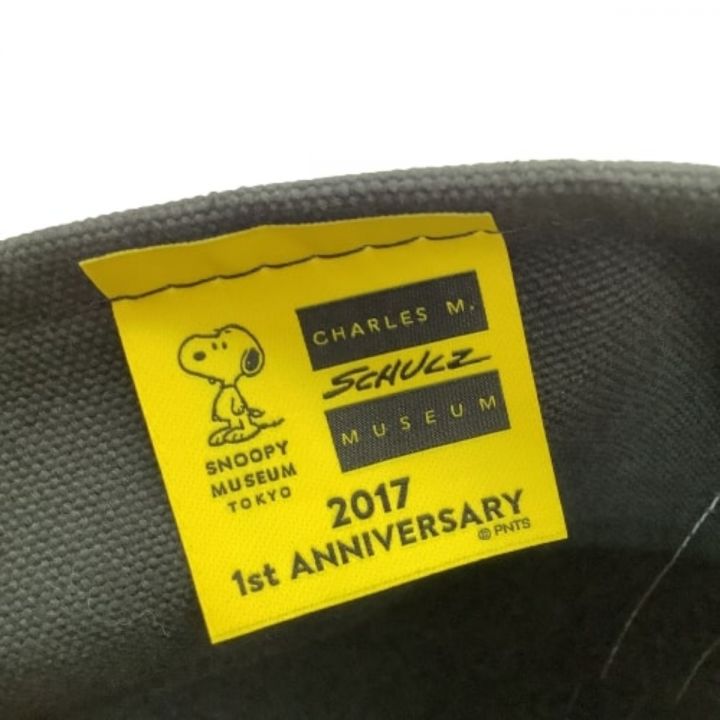 CHARLES M.
SCHULZ
MUSEUM
SNOOPY
MUSEUM
TOKYO
2017
1st ANNIVERSARY
© PNTS